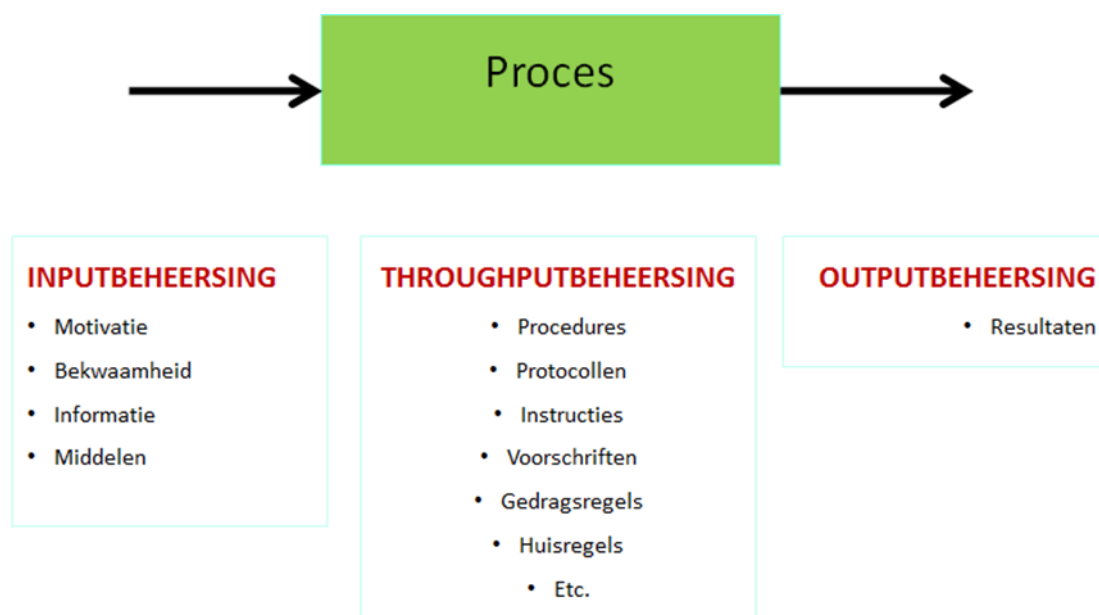 Proces
INPUTBEHEERSING
• Motivatie
• Bekwaamheid
• Informatie
• Middelen
THROUGHPUTBEHEERSING
• Procedures
• Protocollen
• Instructies
• Voorschriften
• Gedragsregels
• Huisregels
• Etc.
OUTPUTBEHEERSING
• Resultaten